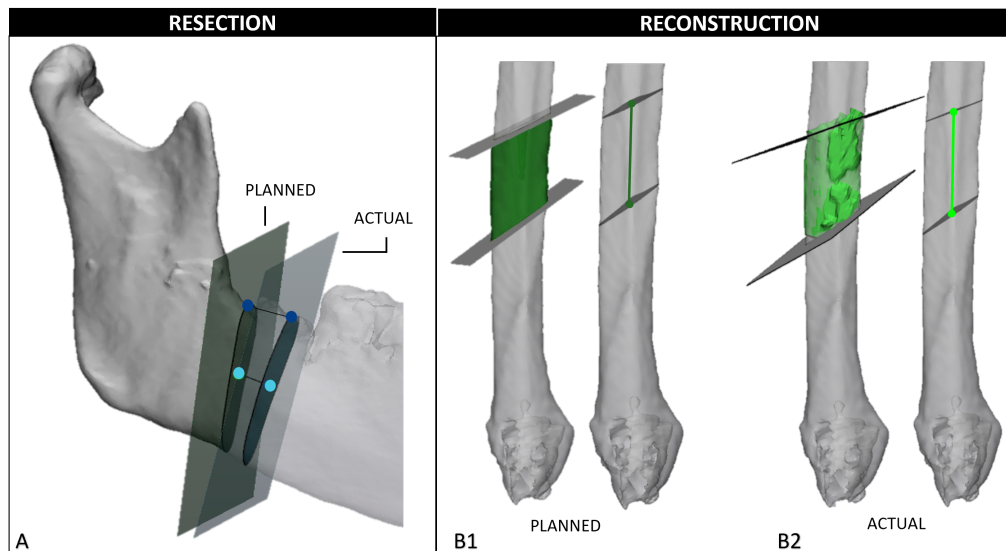 RESECTION
RECONSTRUCTION
PLANNED
ACTUAL
A
PLANNED
B1
ACTUAL
B2